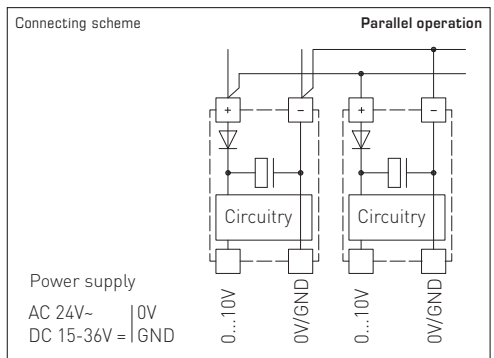 Connecting scheme
Parallel operation
+
−
+
−
Circuitry
Circuitry
Power supply
AC 24V~ | 0V
DC 15-36V = | GND
0...10V
0V/GND
0...10V
0V/GND